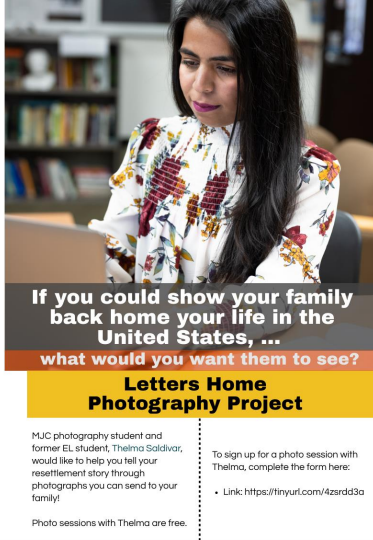 If you could show your family
back home your life in the
United States, ...
what would you want them to see?
Letters Home
Photography Project
MJC photography student and
former EL student, Thelma Saldivar,
would like to help you tell your
resettlement story through
photographs you can send to your
family!
Photo sessions with Thelma are free.
To sign up for a photo session with
Thelma, complete the form here:
• Link: https://tinyurl.com/4zsrdd3a